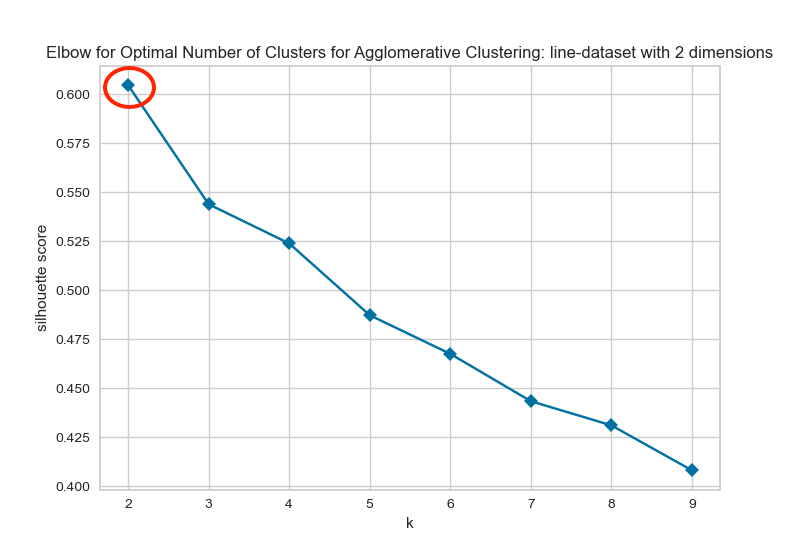 Elbow for Optimal Number of Clusters for Agglomerative Clustering: line-dataset with 2 dimensions
0.600
0.575
0.550
0.525
0.500
0.475
0.450
0.425
0.400
silhouette score
2 3 4 5 6 7 8 9
k